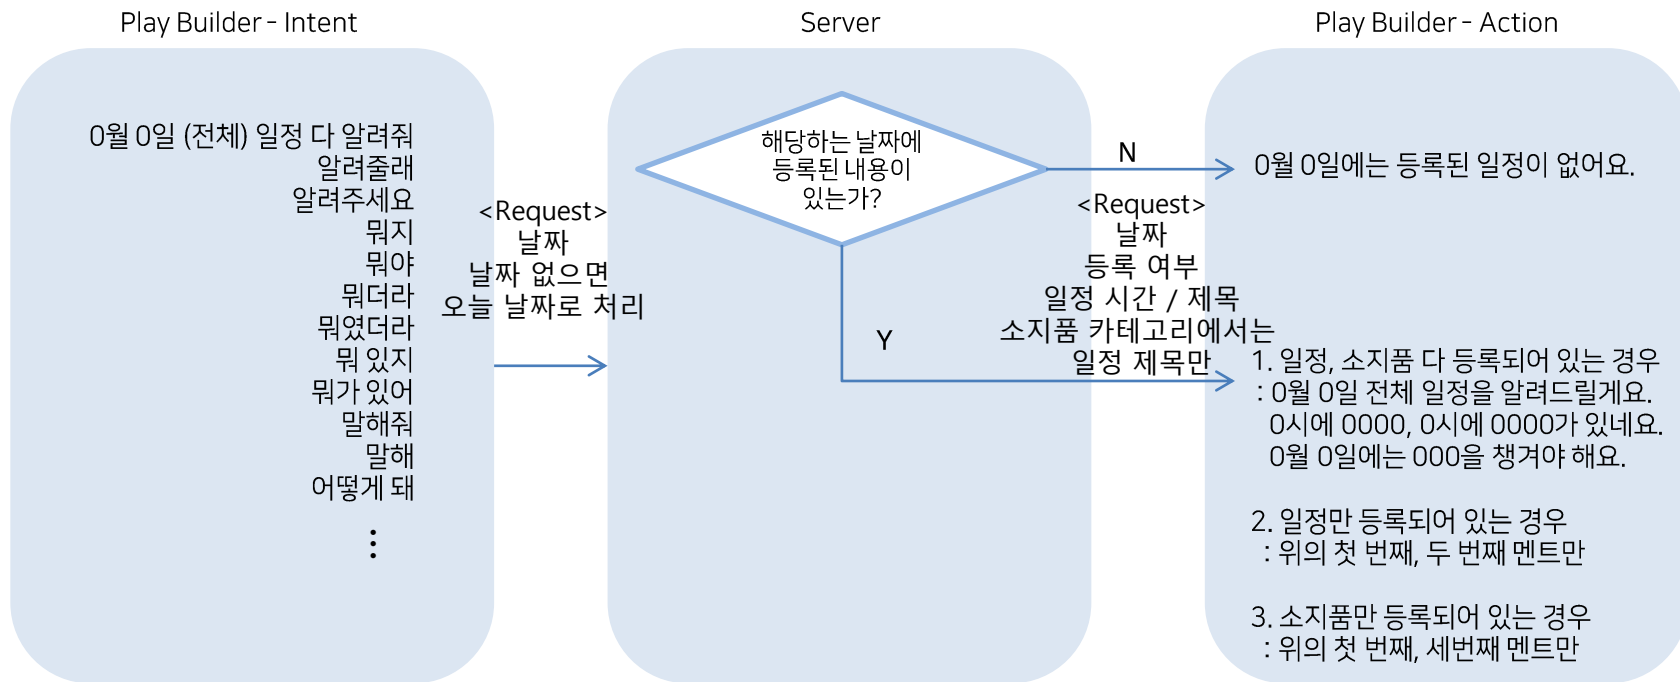 Play Builder - Intent
Server
Play Builder - Action
0월 0일 (전체) 일정 다 알려줘
알려줄래
알려주세요
뭐지
뭐야
뭐더라
뭐였더라
뭐 있지
뭐가 있어
말해줘
말해
어떻게 돼
⋮
<Request>
날짜
날짜 없으면
오늘 날짜로 처리
해당하는 날짜에
등록된 내용이
있는가?
N
Y
<Request>
날짜
등록 여부
일정 시간 / 제목
소지품 카테고리에서는
일정 제목만
0월 0일에는 등록된 일정이 없어요.
1. 일정, 소지품 다 등록되어 있는 경우
: 0월 0일 전체 일정을 알려드릴게요.
0시에 0000, 0시에 0000가 있네요.
0월 0일에는 000을 챙겨야 해요.
2. 일정만 등록되어 있는 경우
: 위의 첫 번째, 두 번째 멘트만
3. 소지품만 등록되어 있는 경우
: 위의 첫 번째, 세번째 멘트만